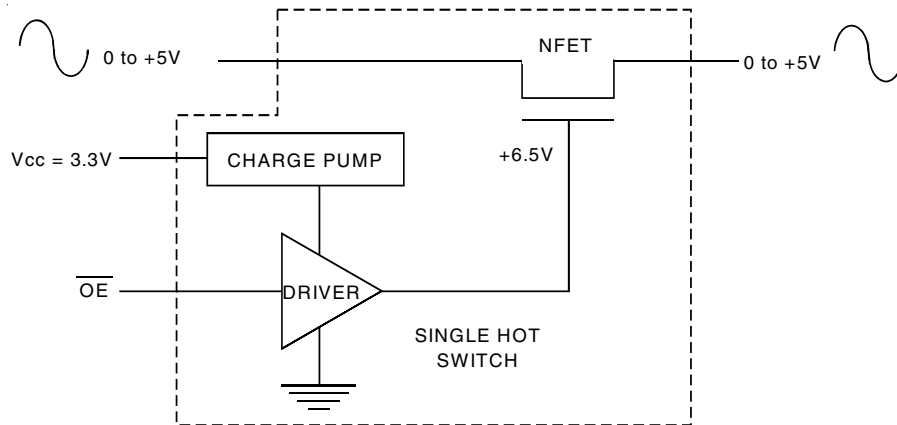 NFET
0 to +5V
0 to +5V
Vcc = 3.3V
CHARGE PUMP
+6.5V
OE
DRIVER
SINGLE HOT
SWITCH